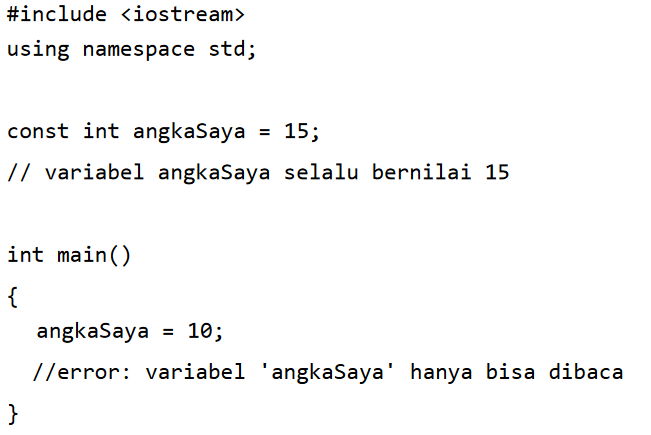 #include <iostream>
using namespace std;
const int angkaSaya = 15;
// variabel angkaSaya selalu bernilai 15
int main()
{
angkaSaya = 10;
//error: variabel 'angkaSaya' hanya bisa dibaca
}